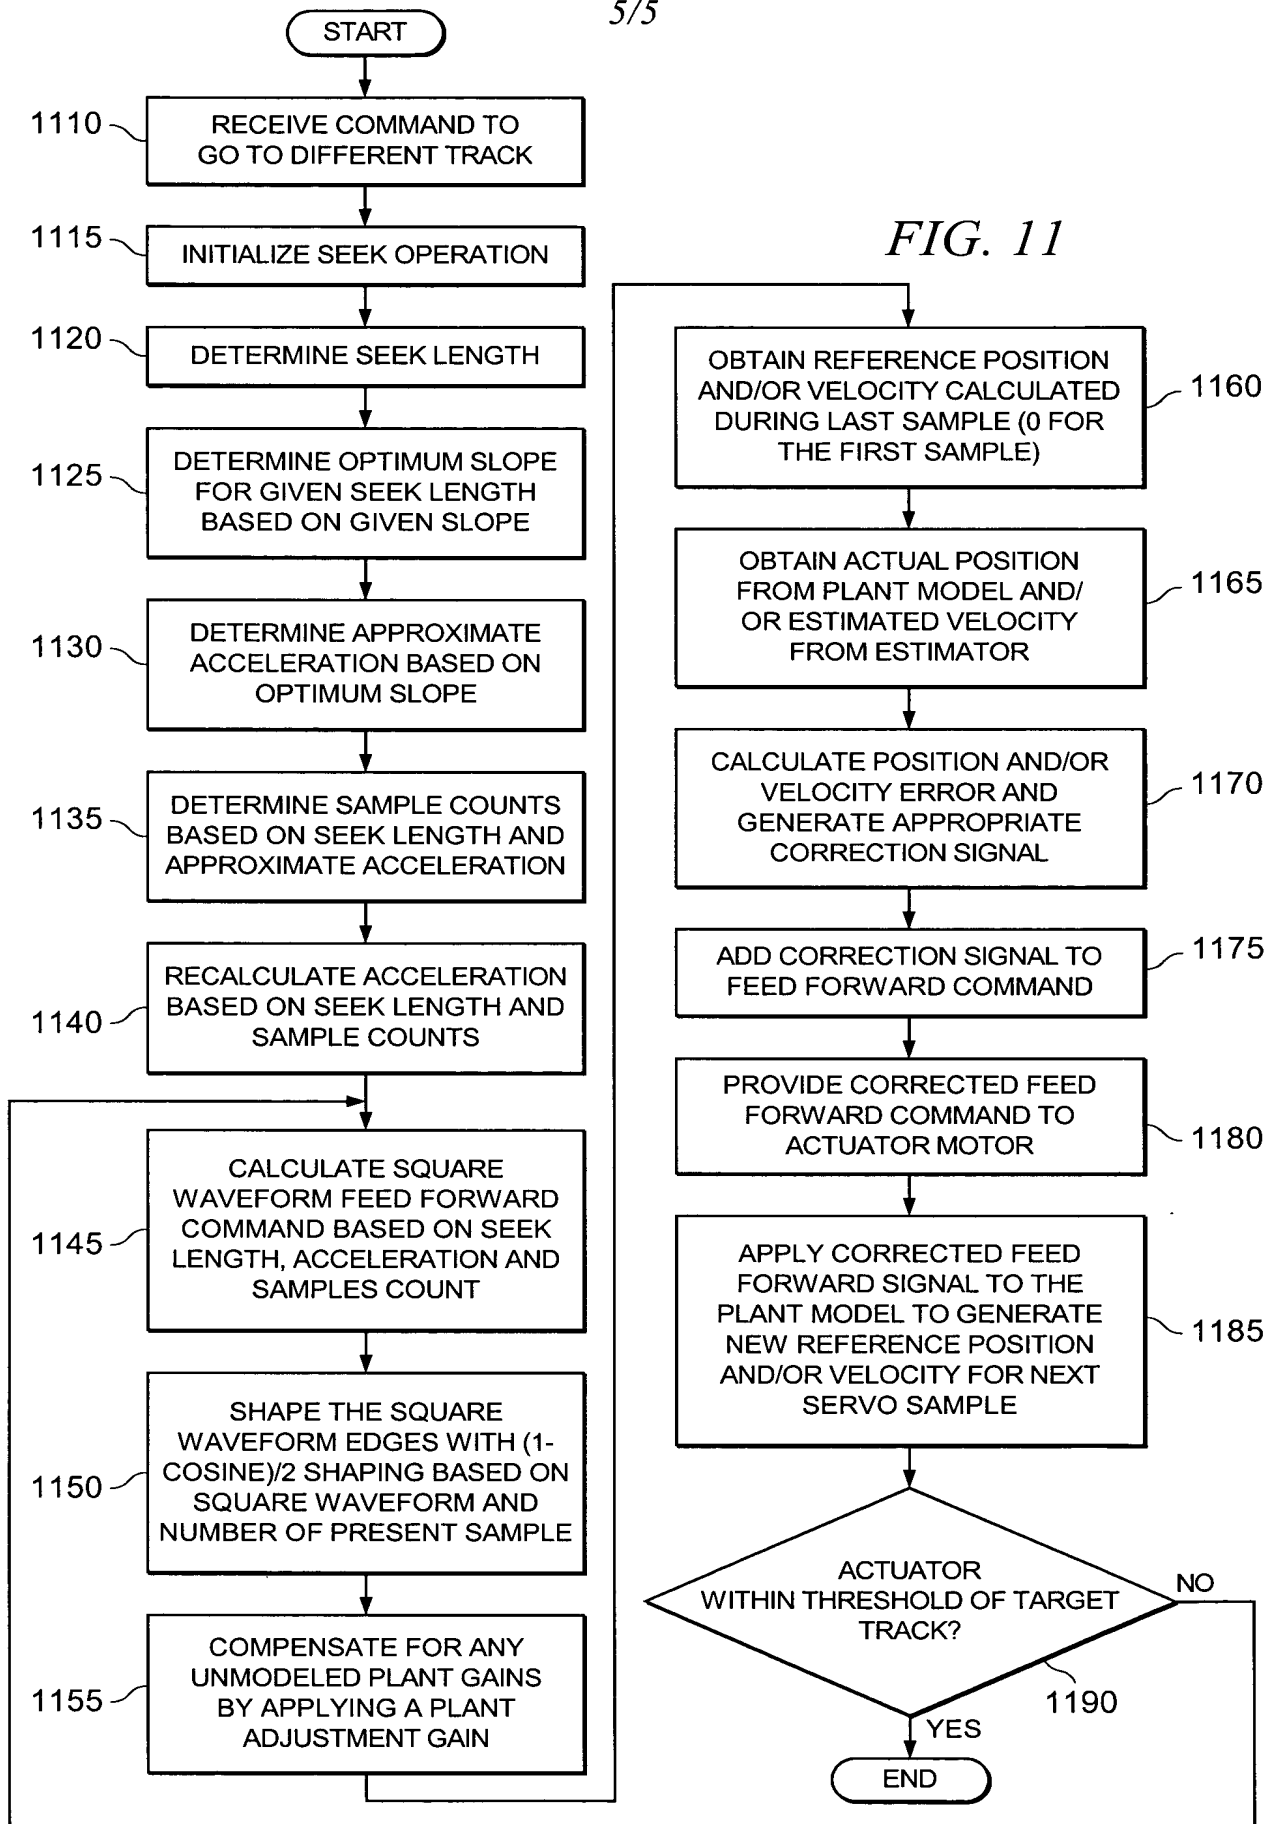 5/5
START
1110
RECEIVE COMMAND TO
GO TO DIFFERENT TRACK
1115
INITIALIZE SEEK OPERATION
1120
DETERMINE SEEK LENGTH
1125
DETERMINE OPTIMUM SLOPE
FOR GIVEN SEEK LENGTH
BASED ON GIVEN SLOPE
1130
DETERMINE APPROXIMATE
ACCELERATION BASED ON
OPTIMUM SLOPE
1135
DETERMINE SAMPLE COUNTS
BASED ON SEEK LENGTH AND
APPROXIMATE ACCELERATION
1140
RECALCULATE ACCELERATION
BASED ON SEEK LENGTH AND
SAMPLE COUNTS
1145
CALCULATE SQUARE
WAVEFORM FEED FORWARD
COMMAND BASED ON SEEK
LENGTH, ACCELERATION AND
SAMPLES COUNT
1150
SHAPE THE SQUARE
WAVEFORM EDGES WITH (1-
COSINE)/2 SHAPING BASED ON
SQUARE WAVEFORM AND
NUMBER OF PRESENT SAMPLE
1155
COMPENSATE FOR ANY
UNMODELED PLANT GAINS
BY APPLYING A PLANT
ADJUSTMENT GAIN
FIG. 11
OBTAIN REFERENCE POSITION
AND/OR VELOCITY CALCULATED
DURING LAST SAMPLE (0 FOR
THE FIRST SAMPLE)
1160
OBTAIN ACTUAL POSITION
FROM PLANT MODEL AND/
OR ESTIMATED VELOCITY
FROM ESTIMATOR
1165
CALCULATE POSITION AND/OR
VELOCITY ERROR AND
GENERATE APPROPRIATE
CORRECTION SIGNAL
1170
ADD CORRECTION SIGNAL TO
FEED FORWARD COMMAND
1175
PROVIDE CORRECTED FEED
FORWARD COMMAND TO
ACTUATOR MOTOR
1180
APPLY CORRECTED FEED
FORWARD SIGNAL TO THE
PLANT MODEL TO GENERATE
NEW REFERENCE POSITION
AND/OR VELOCITY FOR NEXT
SERVO SAMPLE
1185
ACTUATOR
WITHIN THRESHOLD OF TARGET
TRACK?
NO
1190
YES
END